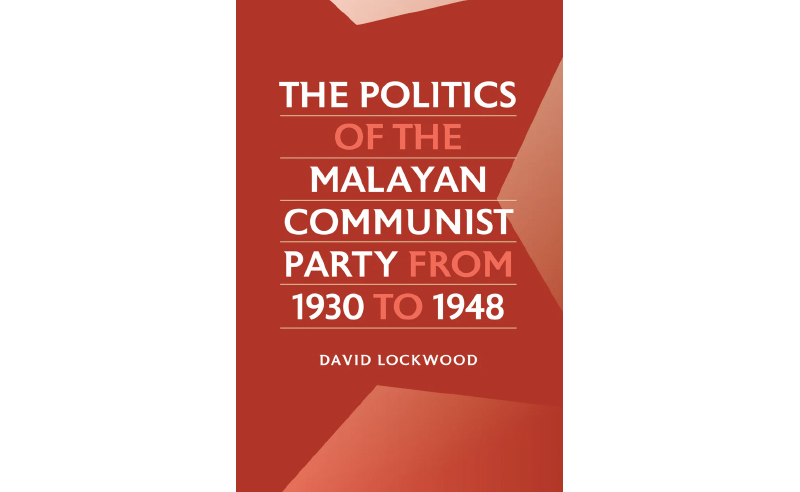 THE POLITICS
OF THE
MALAYAN
COMMUNIST
PARTY FROM
1930 TO 1948
DAVID LOCKWOOD